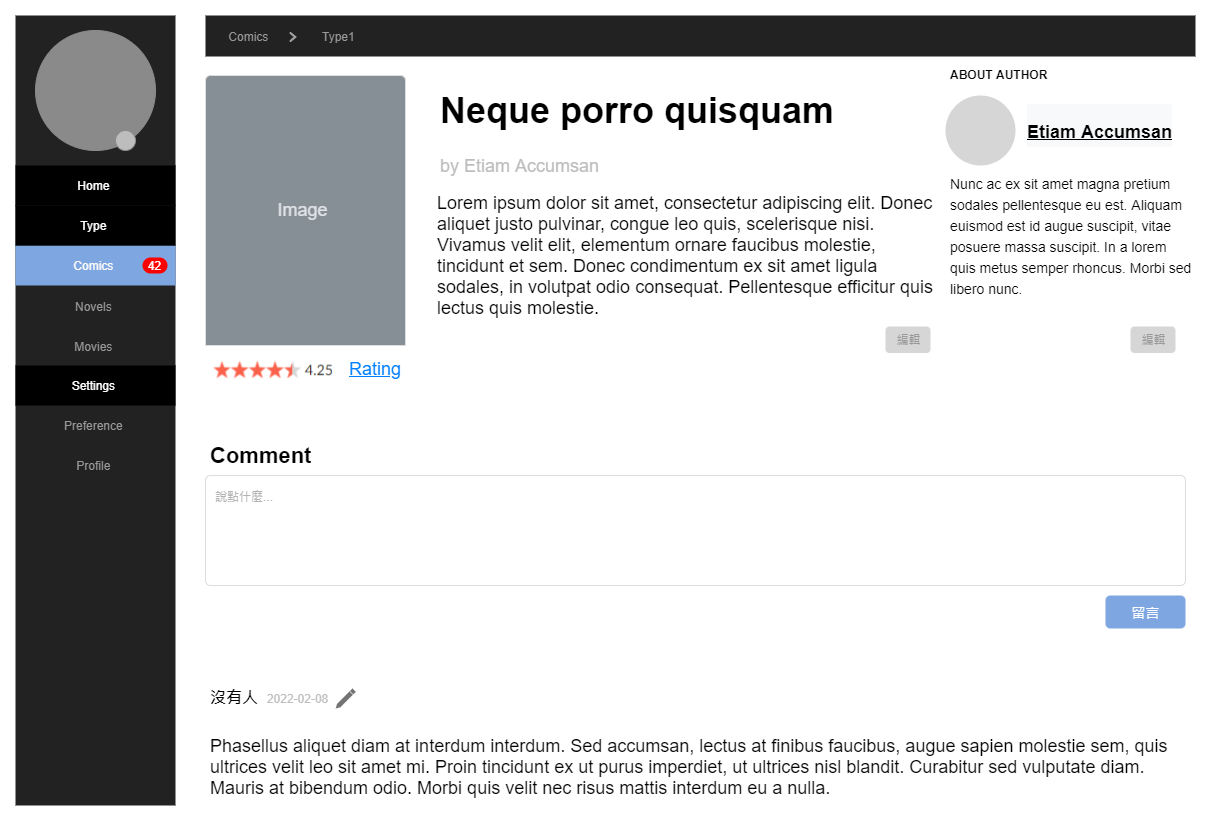 Home
Type
Comics 42
Novels
Movies
Settings
Preference
Profile
Comics
Type1
Image
4.25 Rating
Neque porro quisquam
by Etiam Accumsan
Lorem ipsum dolor sit amet, consectetur adipiscing elit. Donec
aliquet justo pulvinar, congue leo quis, scelerisque nisi.
Vivamus velit elit, elementum ornare faucibus molestie,
tincidunt et sem. Donec condimentum ex sit amet ligula
sodales, in volutpat odio consequat. Pellentesque efficitur quis
lectus quis molestie.
編輯
ABOUT AUTHOR
Etiam Accumsan
Nunc ac ex sit amet magna pretium
sodales pellentesque eu est. Aliquam
euismod est id augue suscipit, vitae
posuere massa suscipit. In a lorem
quis metus semper rhoncus. Morbi sed
libero nunc.
編輯
Comment
說點什麼...
留言
沒有人 2022-02-08
Phasellus aliquet diam at interdum interdum. Sed accumsan, lectus at finibus faucibus, augue sapien molestie sem, quis
ultrices velit leo sit amet mi. Proin tincidunt ex ut purus imperdiet, ut ultrices nisl blandit. Curabitur sed vulputate diam.
Mauris at bibendum odio. Morbi quis velit nec risus mattis interdum eu a nulla.